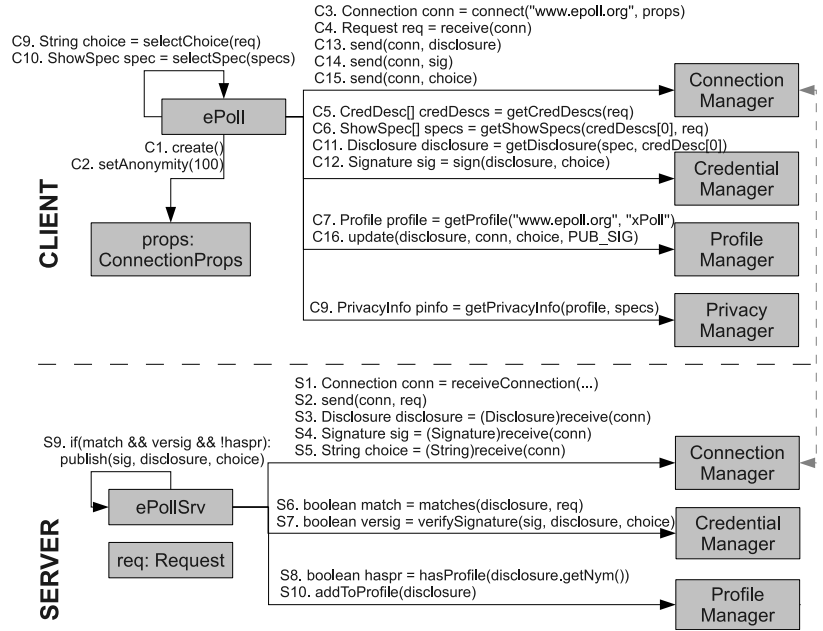 C3. Connection conn = connect("www.epoll.org", props)
C4. Request req = receive(conn)
C13. send(conn, disclosure)
C14. send(conn, sig)
C15. send(conn, choice)
C9. String choice = selectChoice(req)
C10. ShowSpec spec = selectSpec(specs)
ePoll
Connection
Manager
C1. create()
C2. setAnonymity(100)
C5. CredDesc[] credDescs = getCredDescs(req)
C6. ShowSpec[] specs = getShowSpecs(credDescs[0], req)
C11. Disclosure disclosure = getDisclosure(spec, credDesc[0])
C12. Signature sig = sign(disclosure, choice)
Credential
Manager
CLIENT
props:
ConnectionProps
C7. Profile profile = getProfile("www.epoll.org", "xPoll")
C16. update(disclosure, conn, choice, PUB_SIG)
Profile
Manager
C9. PrivacyInfo pinfo = getPrivacyInfo(profile, specs)
Privacy
Manager
S1. Connection conn = receiveConnection(...)
S2. send(conn, req)
S3. Disclosure disclosure = (Disclosure)receive(conn)
S4. Signature sig = (Signature)receive(conn)
S5. String choice = (String)receive(conn)
S9. if(match && versig && !haspr):
publish(sig, disclosure, choice)
Connection
Manager
ePollSrv
S6. boolean match = matches(disclosure, req)
S7. boolean versig = verifySignature(sig, disclosure, choice)
Credential
Manager
SERVER
req: Request
S8. boolean haspr = hasProfile(disclosure.getNym())
S10. addToProfile(disclosure)
Profile
Manager